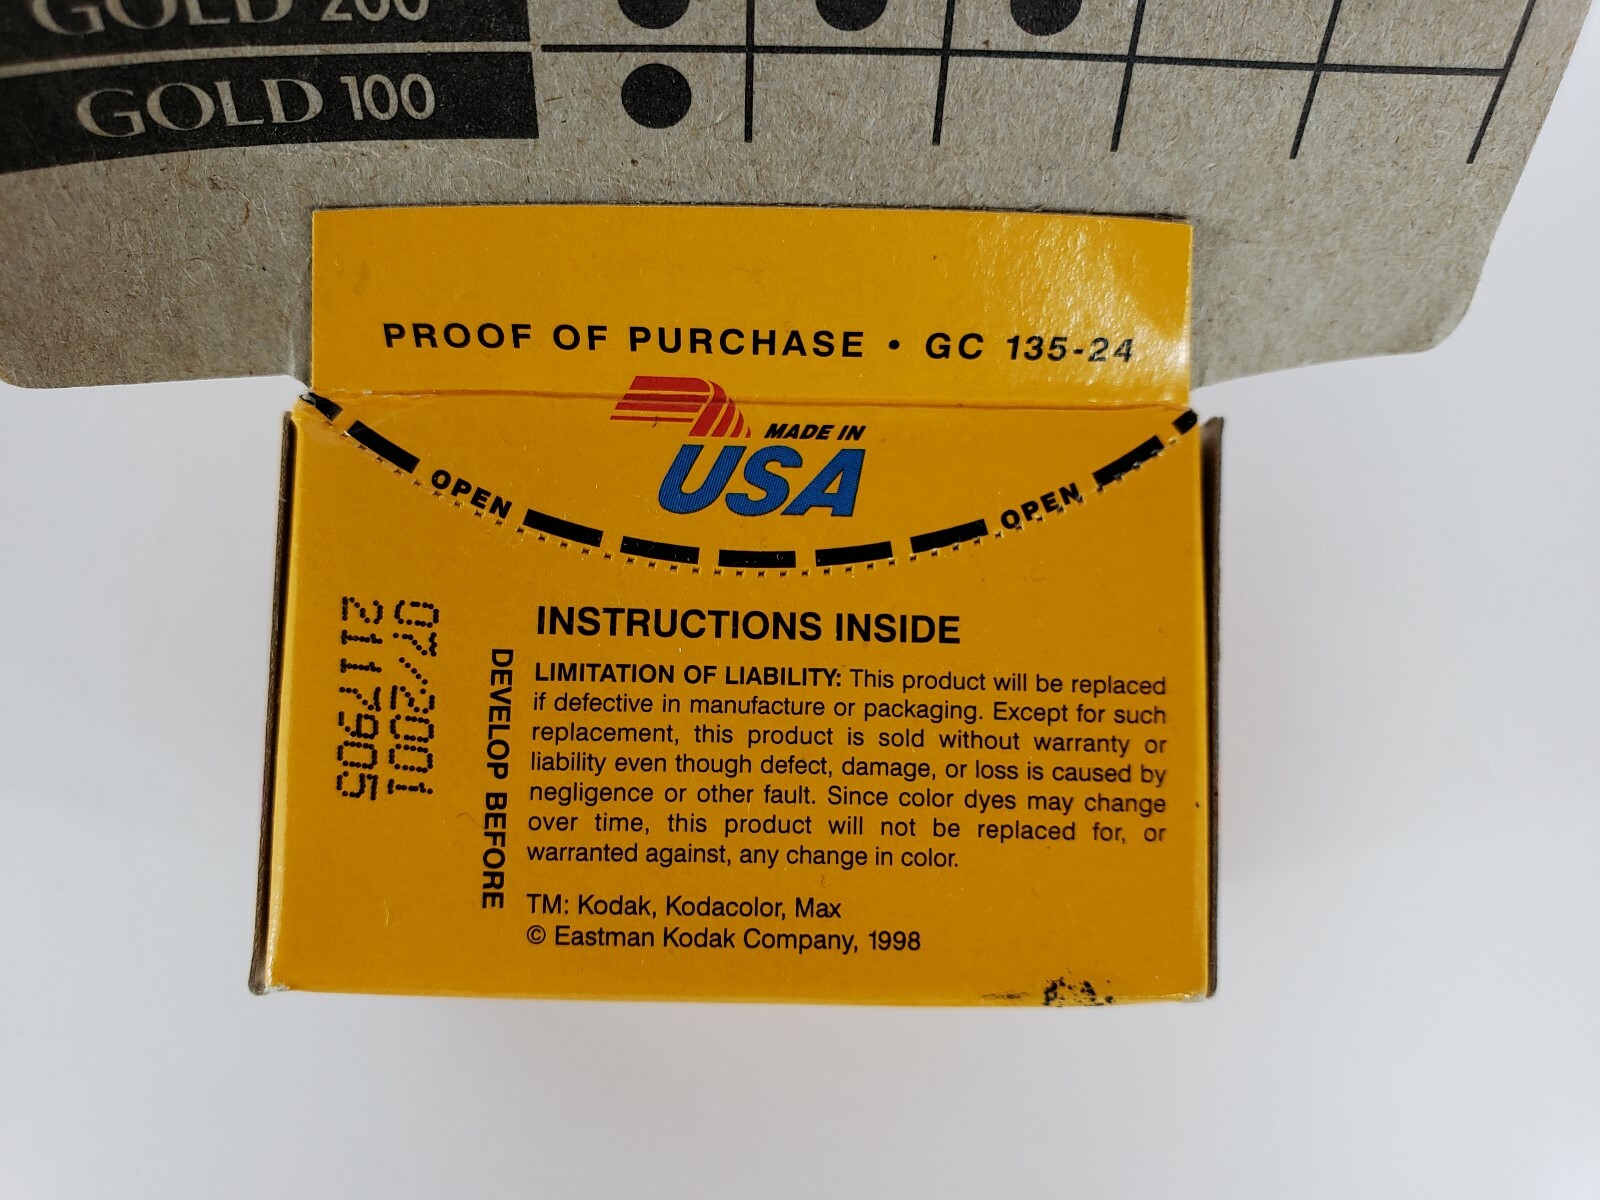 GOLD 200
GOLD 100
PROOF OF PURCHASE • GC 135-24
MADE IN
USA
OPEN
OPEN
07/2001
2117905
DEVELOP BEFORE
INSTRUCTIONS INSIDE
LIMITATION OF LIABILITY: This product will be replaced
if defective in manufacture or packaging. Except for such
replacement, this product is sold without warranty or
liability even though defect, damage, or loss is caused by
negligence or other fault. Since color dyes may change
over time, this product will not be replaced for, or
warranted against, any change in color.
TM: Kodak, Kodacolor, Max
© Eastman Kodak Company, 1998